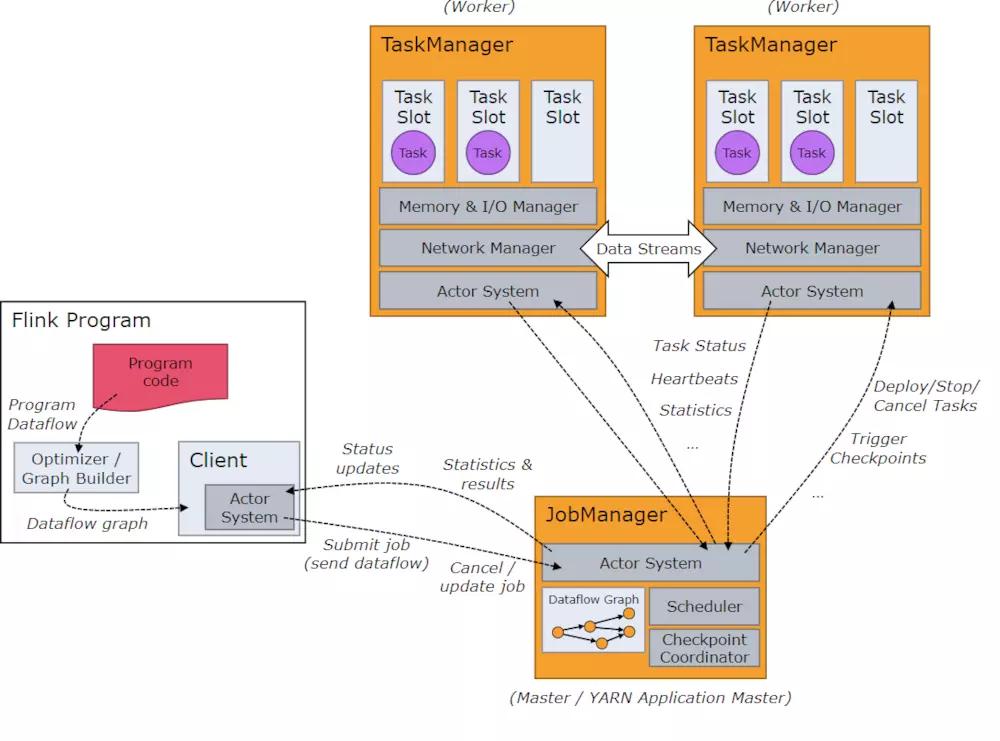 (Worker)
(Worker)
TaskManager
TaskManager
Task
Slot
Task
Slot
Task
Slot
Task
Slot
Task
Slot
Task
Slot
Task
Task
Task
Task
Memory & I/O Manager
Memory & I/O Manager
Network Manager
Data Streams
Network Manager
Actor System
Actor System
Flink Program
Program
code
Program
Dataflow
Optimizer /
Graph Builder
Dataflow graph
Client
Actor
System
Status
updates
Statistics &
results
Submit job
(send dataflow)
Cancel /
update job
Task Status
Heartbeats
Statistics
...
Deploy/Stop/
Cancel Tasks
Trigger
Checkpoints
...
JobManager
Actor System
Dataflow Graph
Scheduler
Checkpoint
Coordinator
(Master / YARN Application Master)